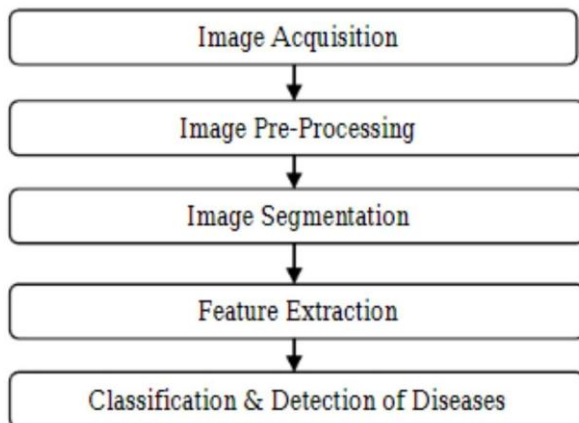 Image Acquisition
Image Pre-Processing
Image Segmentation
Feature Extraction
Classification & Detection of Diseases